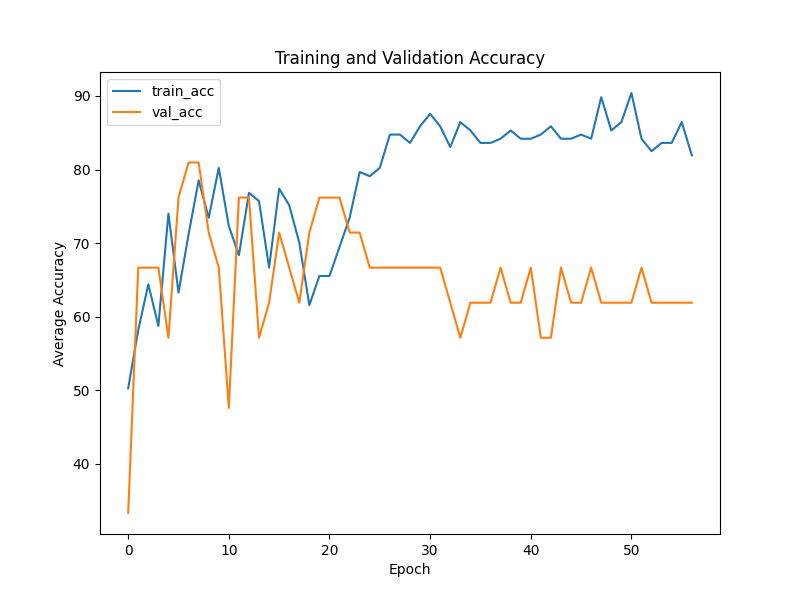 Training and Validation Accuracy
train_acc
val_acc
90
80
70
60
50
40
Average Accuracy
0 10 20 30 40 50
Epoch